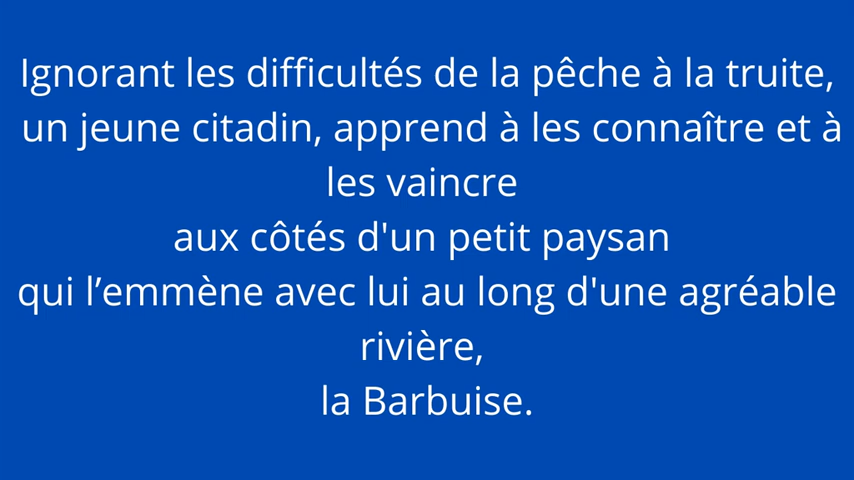 Ignorant les difficultés de la pêche à la truite,
un jeune citadin, apprend à les connaître et à
les vaincre
aux côtés d'un petit paysan
qui l’emmène avec lui au long d'une agréable
rivière,
la Barbuise.